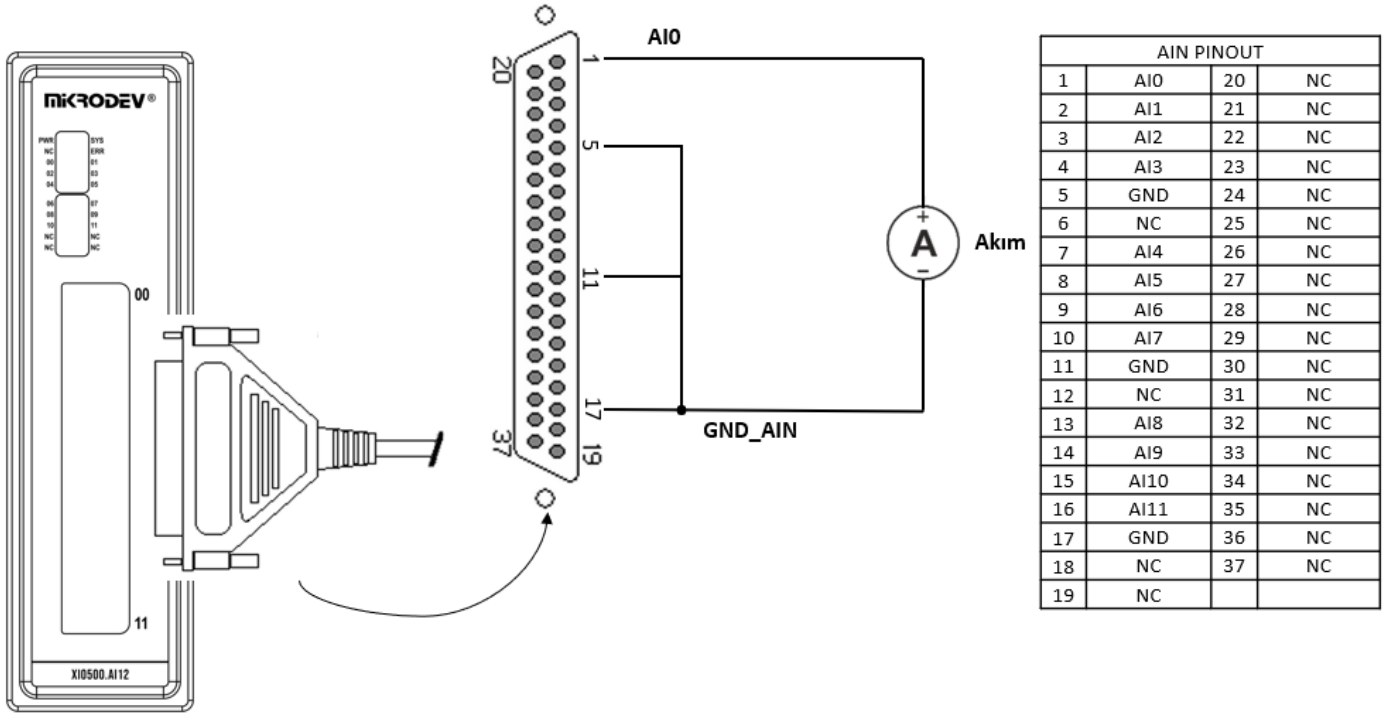 MiKRODEV®
PWR SYS
NC ERR
00 01
02 03
04 05
06 07
08 09
10 11
NC NC
NC NC
00
11
XI0500.AI12
20
1
5
11
17
37
19
AI0
GND_AIN
+
A
−
Akım
AIN PINOUT
1 AI0 20 NC
2 AI1 21 NC
3 AI2 22 NC
4 AI3 23 NC
5 GND 24 NC
6 NC 25 NC
7 AI4 26 NC
8 AI5 27 NC
9 AI6 28 NC
10 AI7 29 NC
11 GND 30 NC
12 NC 31 NC
13 AI8 32 NC
14 AI9 33 NC
15 AI10 34 NC
16 AI11 35 NC
17 GND 36 NC
18 NC 37 NC
19 NC